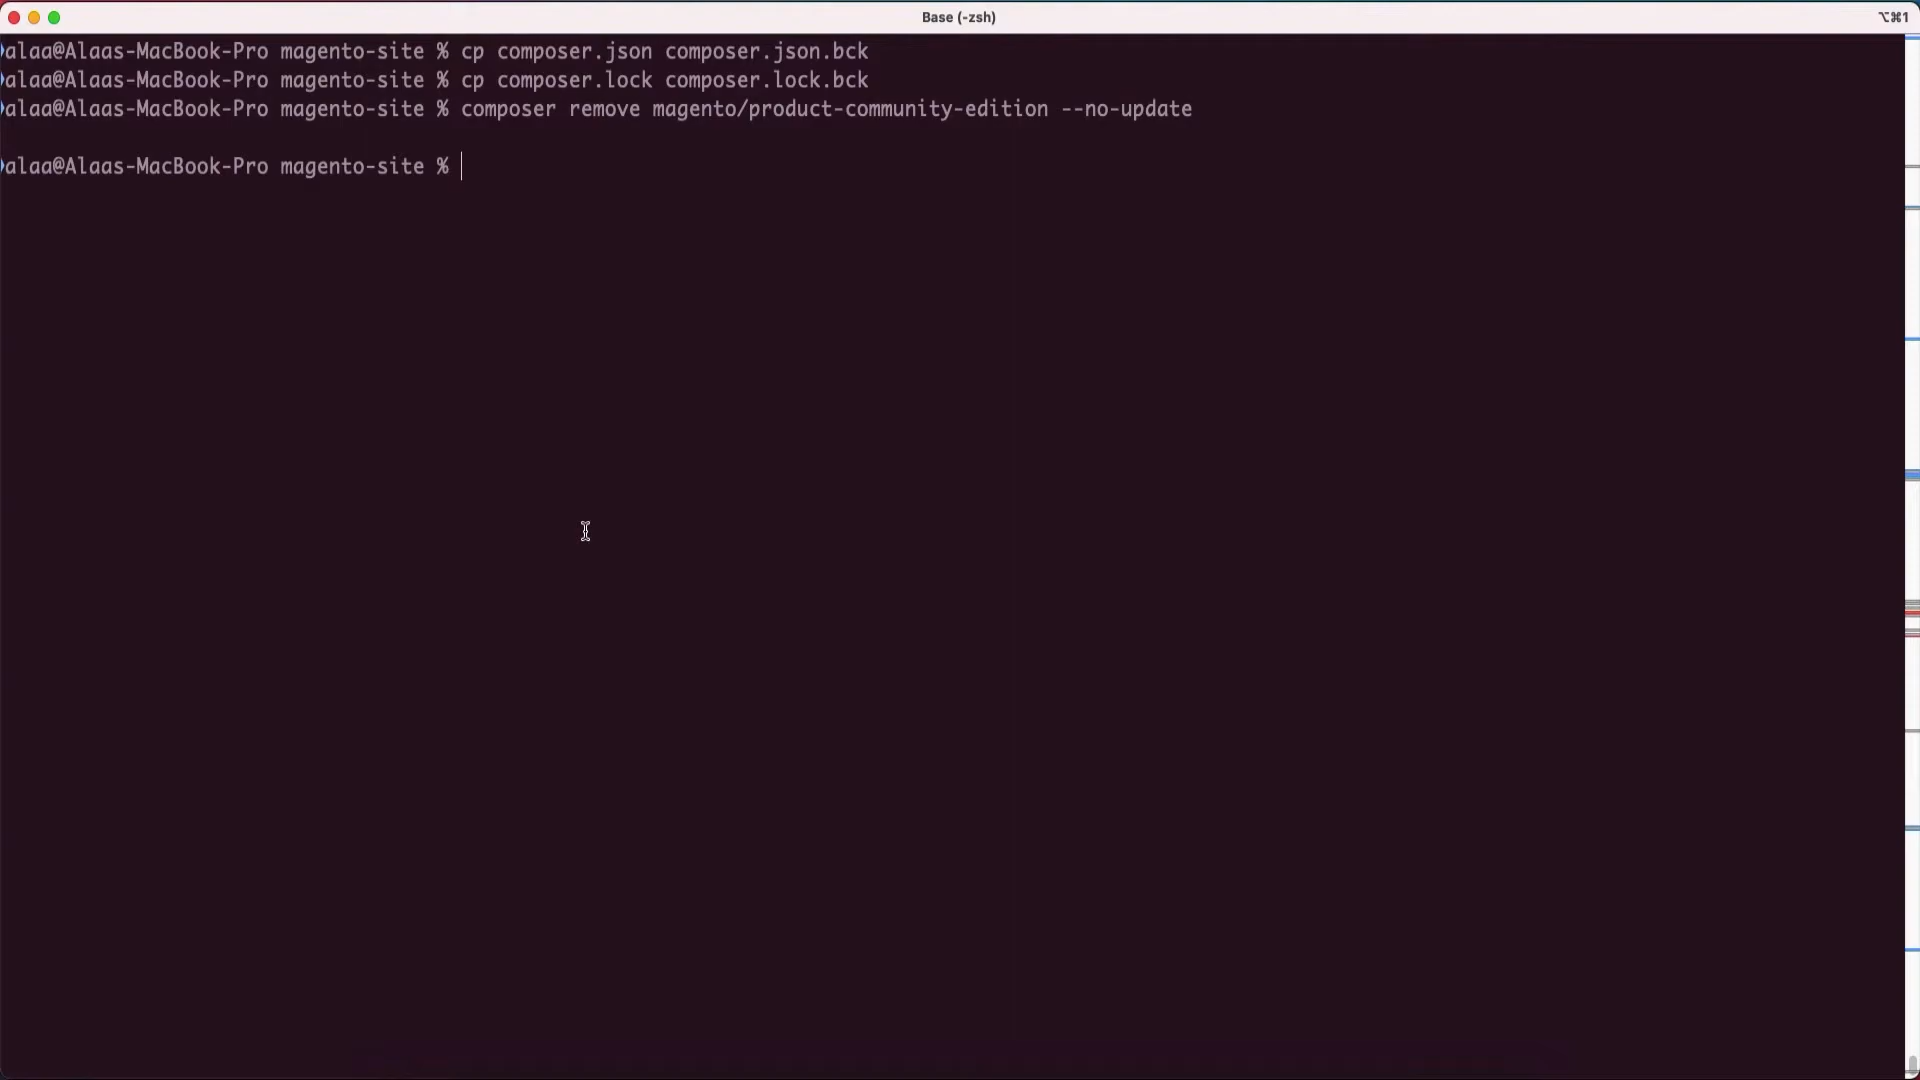 Base (-zsh)
⌥⌘1
alaa@Alaas-MacBook-Pro magento-site % cp composer.json composer.json.bck
alaa@Alaas-MacBook-Pro magento-site % cp composer.lock composer.lock.bck
alaa@Alaas-MacBook-Pro magento-site % composer remove magento/product-community-edition --no-update
alaa@Alaas-MacBook-Pro magento-site %